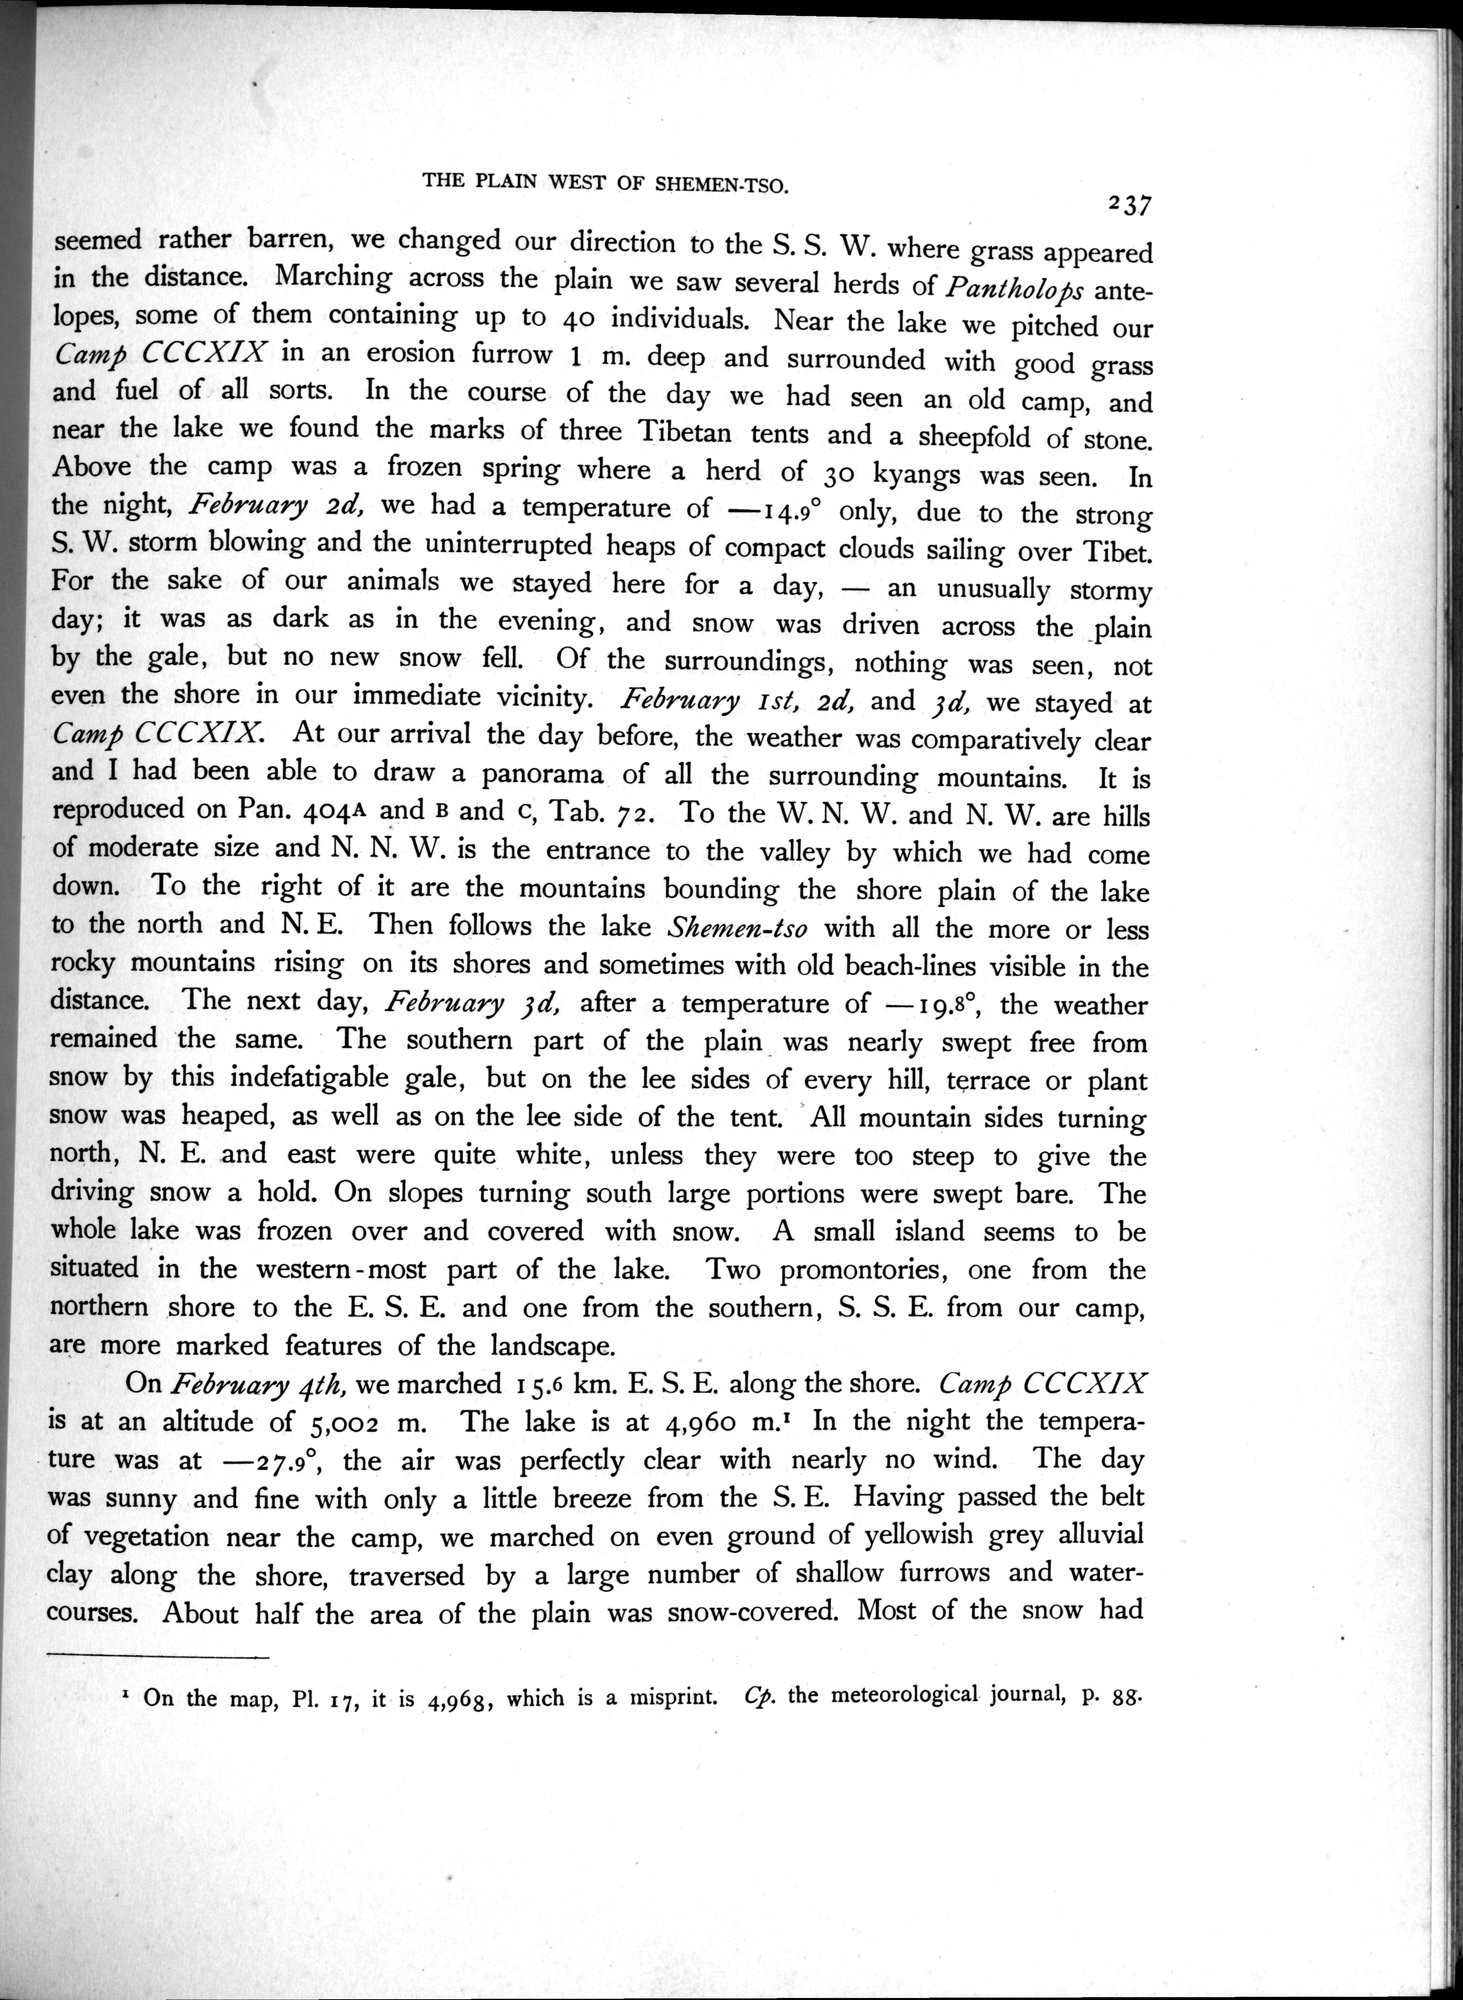 THE PLAIN WEST OF SHEMEN-TSO.
237
seemed rather barren, we changed our direction to the S. S. W. where grass appeared
in the distance. Marching across the plain we saw several herds of Pantholops ante-
lopes, some of them containing up to 40 individuals. Near the lake we pitched our
Camp CCCXIX in an erosion furrow 1 m. deep and surrounded with good grass
and fuel of all sorts. In the course of the day we had seen an old camp, and
near the lake we found the marks of three Tibetan tents and a sheepfold of stone.
Above the camp was a frozen spring where a herd of 30 kyangs was seen. In
the night, February 2d, we had a temperature of —14.9° only, due to the strong
S. W. storm blowing and the uninterrupted heaps of compact clouds sailing over Tibet.
For the sake of our animals we stayed here for a day, — an unusually stormy
day; it was as dark as in the evening, and snow was driven across the plain
by the gale, but no new snow fell. Of the surroundings, nothing was seen, not
even the shore in our immediate vicinity. February 1st, 2d, and 3d, we stayed at
Camp CCCXIX. At our arrival the day before, the weather was comparatively clear
and I had been able to draw a panorama of all the surrounding mountains. It is
reproduced on Pan. 404A and B and C, Tab. 72. To the W. N. W. and N. W. are hills
of moderate size and N. N. W. is the entrance to the valley by which we had come
down. To the right of it are the mountains bounding the shore plain of the lake
to the north and N. E. Then follows the lake Shemen-tso with all the more or less
rocky mountains rising on its shores and sometimes with old beach-lines visible in the
distance. The next day, February 3d, after a temperature of —19.8°, the weather
remained the same. The southern part of the plain was nearly swept free from
snow by this indefatigable gale, but on the lee sides of every hill, terrace or plant
snow was heaped, as well as on the lee side of the tent. All mountain sides turning
north, N. E. and east were quite white, unless they were too steep to give the
driving snow a hold. On slopes turning south large portions were swept bare. The
whole lake was frozen over and covered with snow. A small island seems to be
situated in the western-most part of the lake. Two promontories, one from the
northern shore to the E. S. E. and one from the southern, S. S. E. from our camp,
are more marked features of the landscape.
On February 4th, we marched 15.6 km. E. S. E. along the shore. Camp CCCXIX
is at an altitude of 5,002 m. The lake is at 4,960 m.¹ In the night the tempera-
ture was at —27.9°, the air was perfectly clear with nearly no wind. The day
was sunny and fine with only a little breeze from the S. E. Having passed the belt
of vegetation near the camp, we marched on even ground of yellowish grey alluvial
clay along the shore, traversed by a large number of shallow furrows and water-
courses. About half the area of the plain was snow-covered. Most of the snow had
¹ On the map, Pl. 17, it is 4,968, which is a misprint. Cp. the meteorological journal, p. 88.